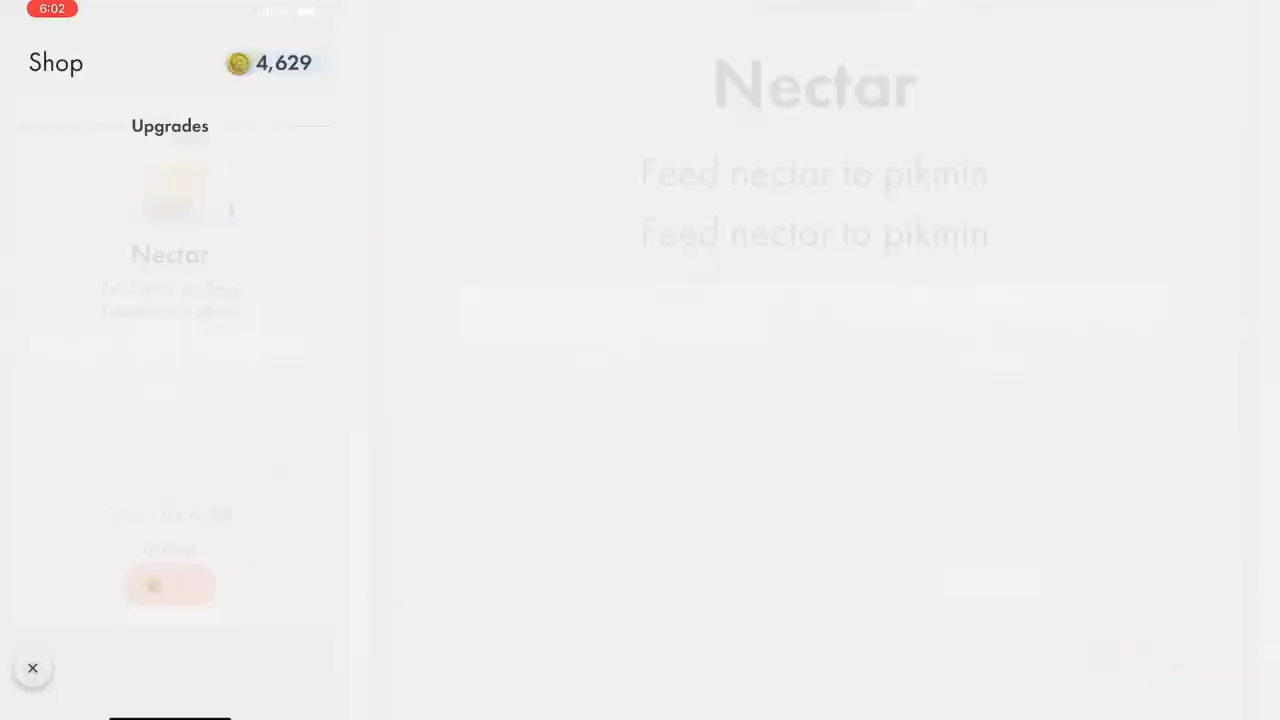 6:02
Shop
4,629
Upgrades
Nectar
Nectar
Feed nectar to pikmin
Feed nectar to pikmin